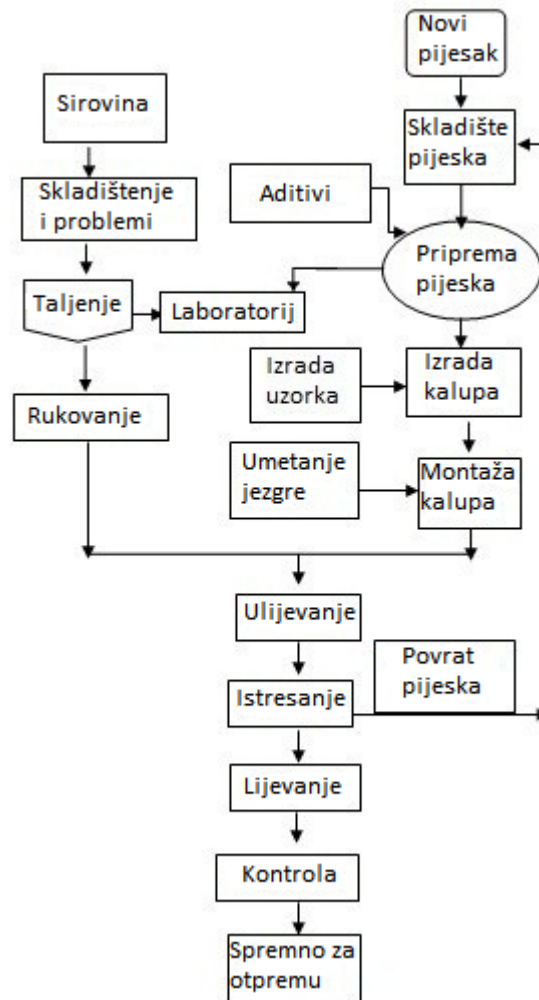 Novi
pijesak
Sirovina
Skladište
pijeska
Skladištenje
i problemi
Aditivi
Priprema
pijeska
Taljenje
Laboratorij
Izrada
uzorka
Izrada
kalupa
Rukovanje
Umetanje
jezgre
Montaža
kalupa
Ulijevanje
Povrat
pijeska
Istresanje
Lijevanje
Kontrola
Spremno za
otpremu